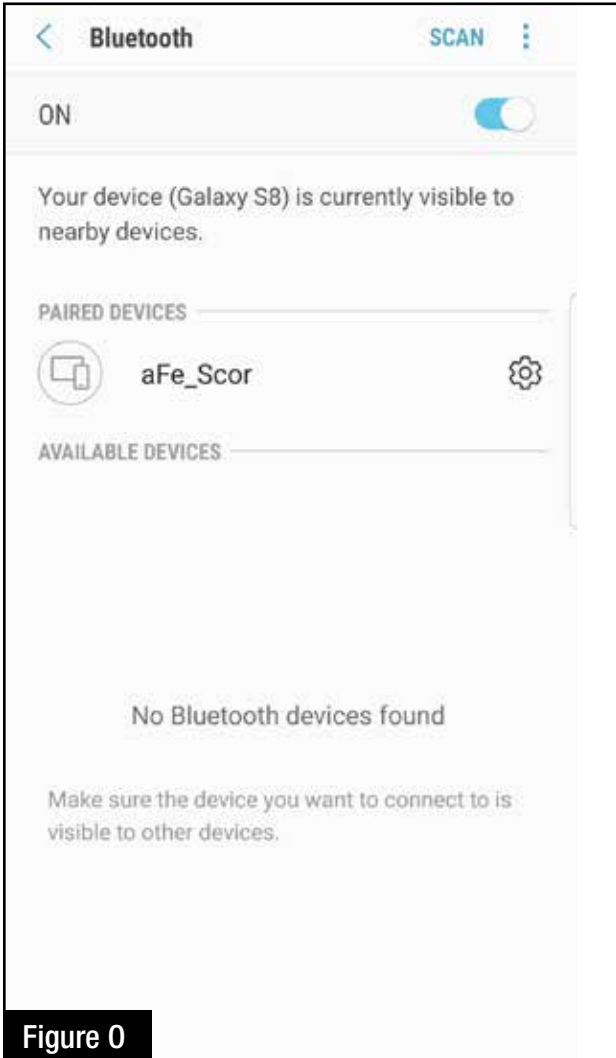 Bluetooth SCAN
ON
Your device (Galaxy S8) is currently visible to
nearby devices.
PAIRED DEVICES
aFe_Scor
AVAILABLE DEVICES
No Bluetooth devices found
Make sure the device you want to connect to is
visible to other devices.
Figure O